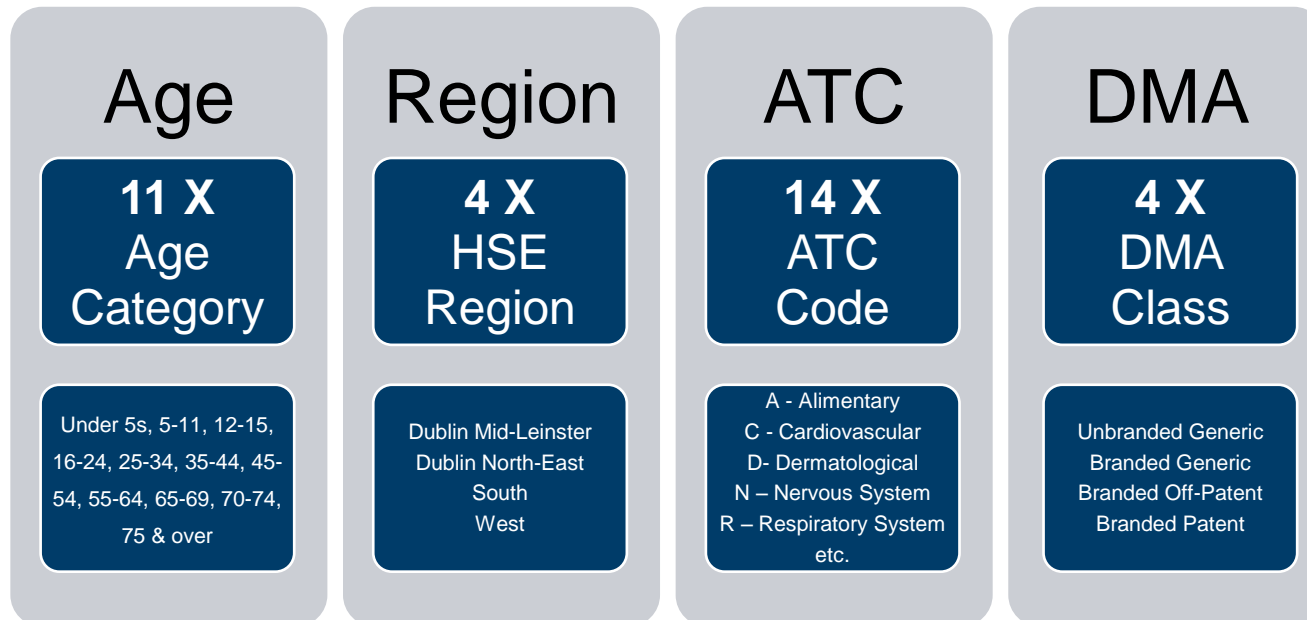 Age
11 X
Age
Category
Under 5s, 5-11, 12-15,
16-24, 25-34, 35-44, 45-
54, 55-64, 65-69, 70-74,
75 & over
Region
4 X
HSE
Region
Dublin Mid-Leinster
Dublin North-East
South
West
ATC
14 X
ATC
Code
A - Alimentary
C - Cardiovascular
D- Dermatological
N – Nervous System
R – Respiratory System
etc.
DMA
4 X
DMA
Class
Unbranded Generic
Branded Generic
Branded Off-Patent
Branded Patent